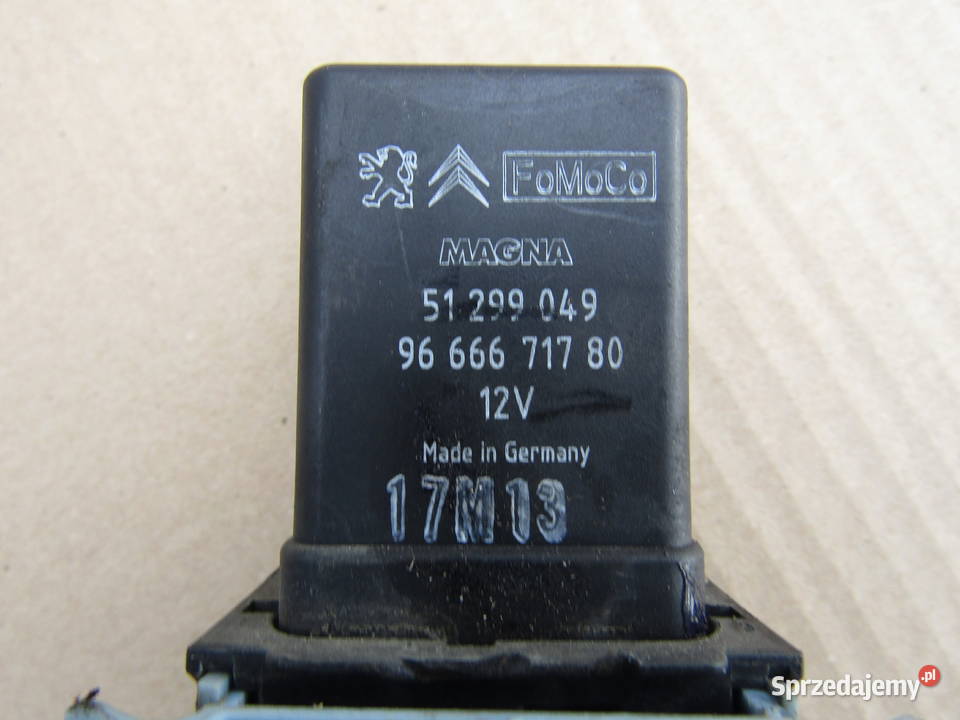 FoMoCo
MAGNA
51 299 049
96 666 717 80
12V
Made in Germany
17M13
Sprzedajemy.pl